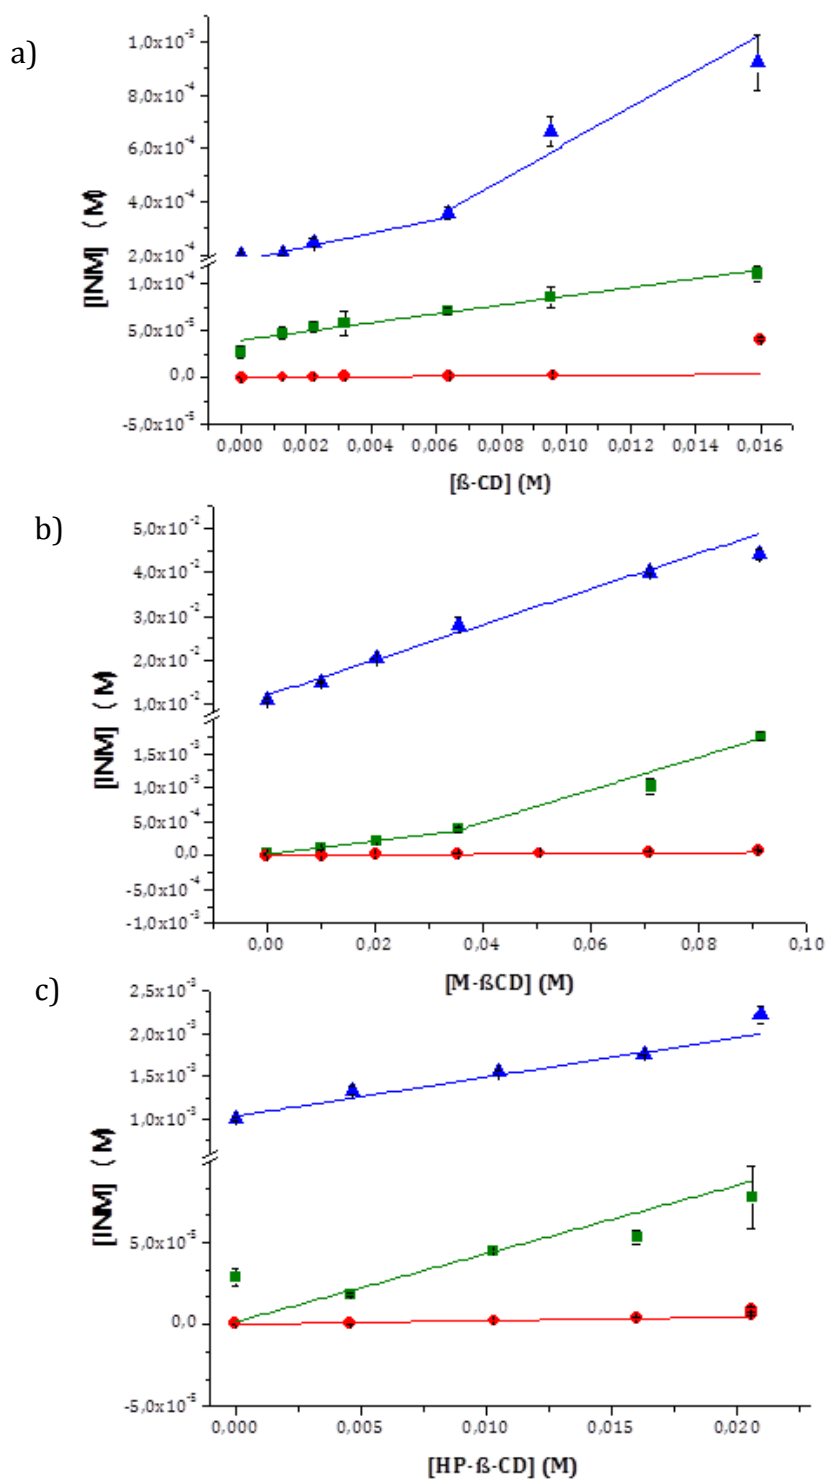 a)
1,0x10⁻³
8,0x10⁻⁴
6,0x10⁻⁴
4,0x10⁻⁴
2,0x10⁻⁴
1,0x10⁻⁴
5,0x10⁻⁵
0,0
-5,0x10⁻⁵
[INM] (M)
0,000 0,002 0,004 0,006 0,008 0,010 0,012 0,014 0,016
[ß-CD] (M)
b)
5,0x10⁻²
4,0x10⁻²
3,0x10⁻²
2,0x10⁻²
1,0x10⁻²
1,5x10⁻³
1,0x10⁻³
5,0x10⁻⁴
0,0
-5,0x10⁻⁴
-1,0x10⁻³
[INM] (M)
0,00 0,02 0,04 0,06 0,08 0,10
[M-ßCD] (M)
c)
2,5x10⁻³
2,0x10⁻³
1,5x10⁻³
1,0x10⁻³
5,0x10⁻⁵
0,0
-5,0x10⁻⁵
[INM] (M)
0,000 0,005 0,010 0,015 0,020
[HP-ß-CD] (M)